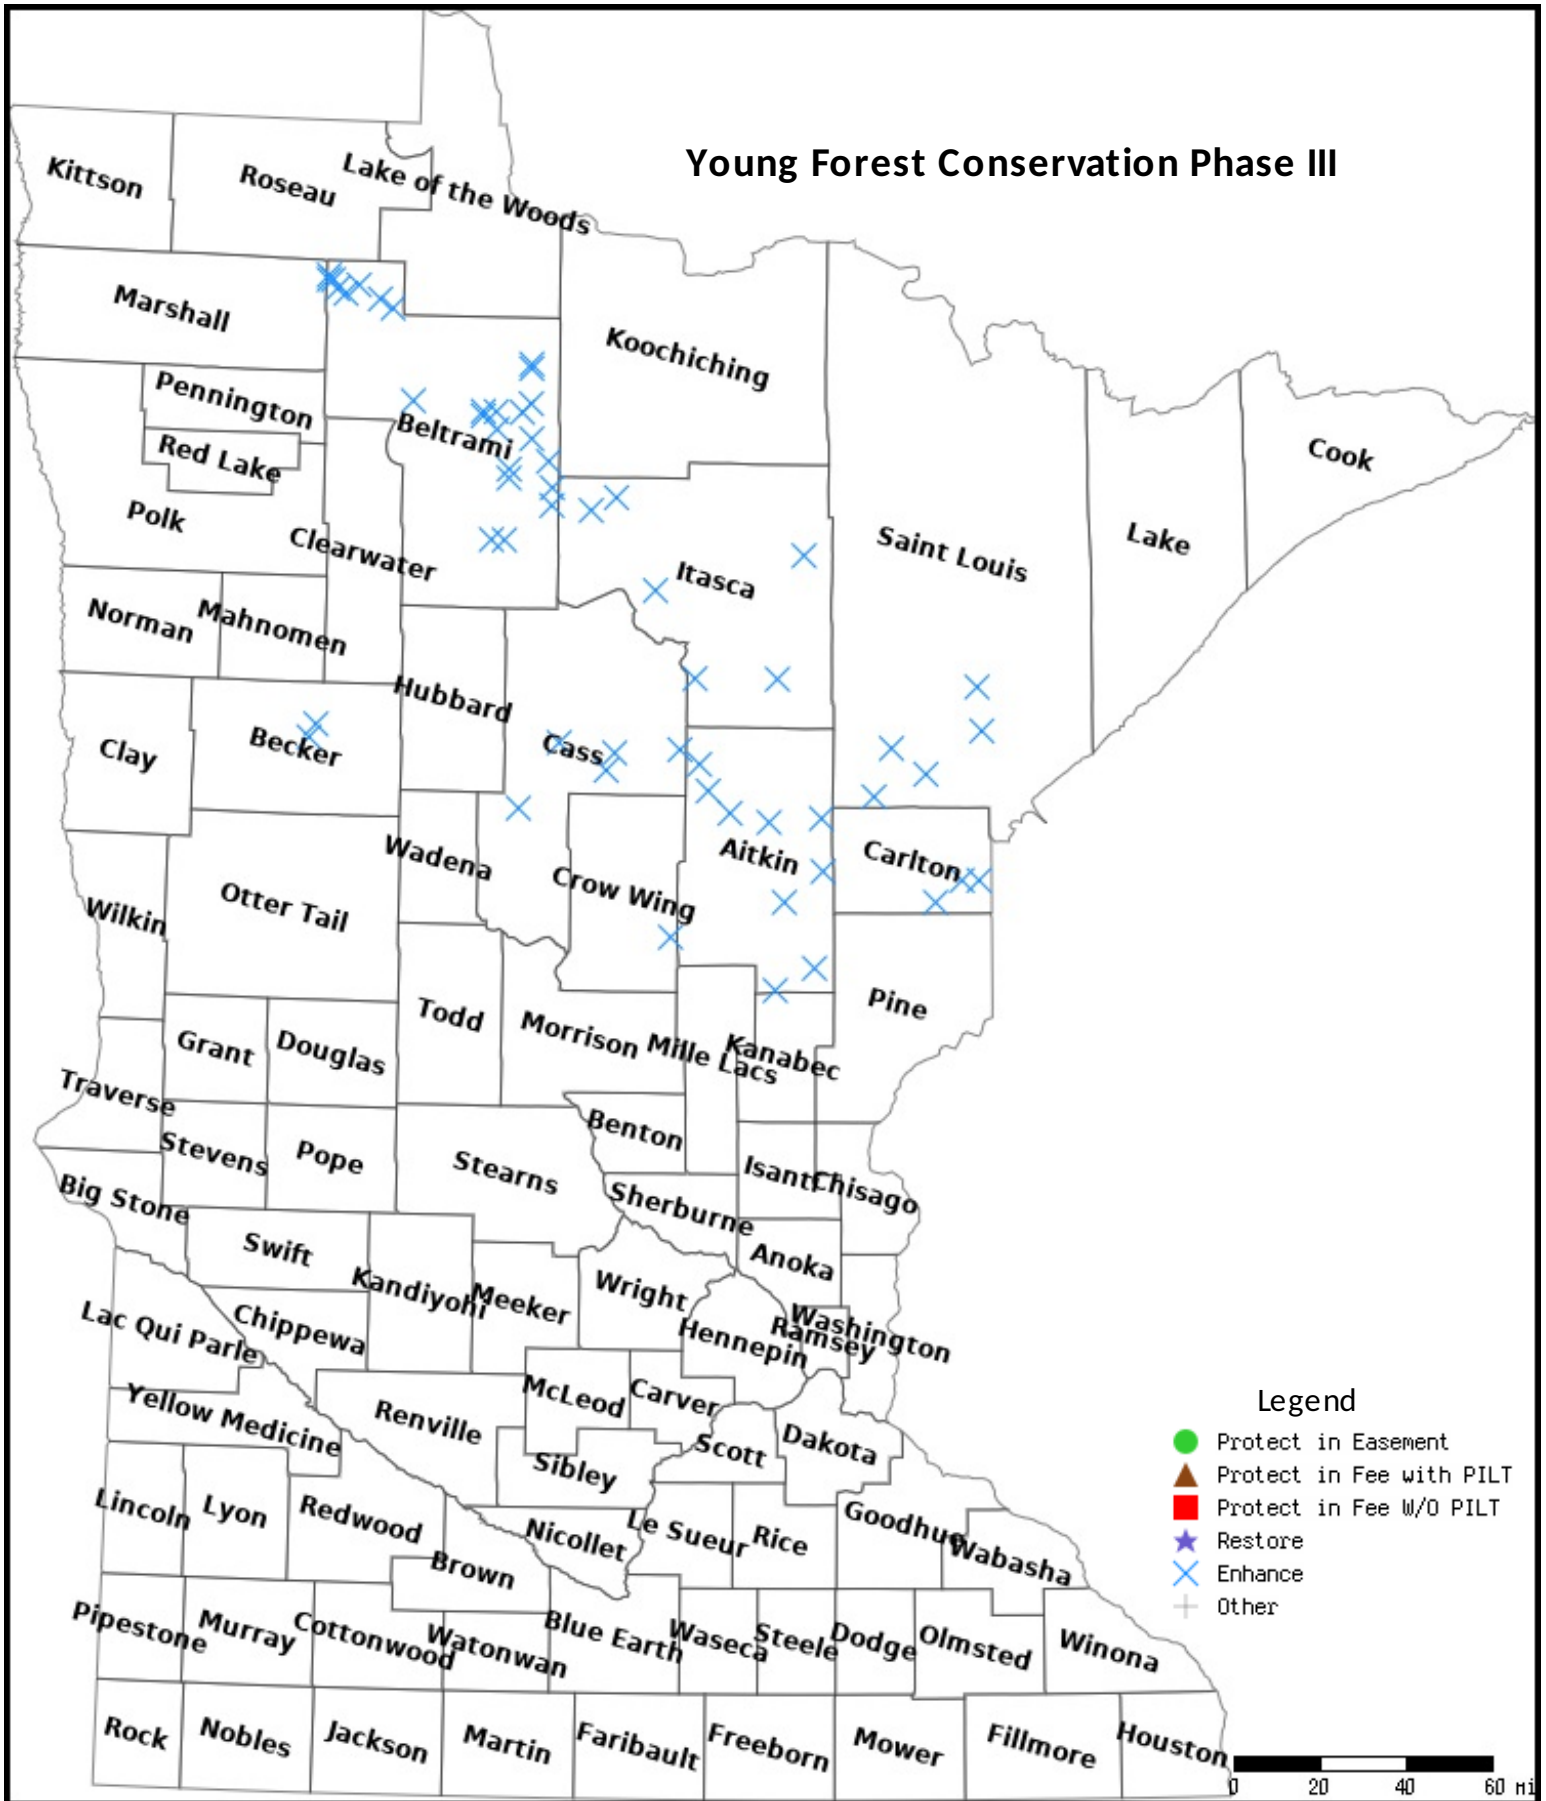 Young Forest Conservation Phase III
Kittson
Roseau
Lake of the Woods
Marshall
Koochiching
Pennington
Beltrami
Red Lake
Cook
Polk
Clearwater
Saint Louis
Lake
Itasca
Norman
Mahnomen
Hubbard
Clay
Becker
Cass
Wadena
Aitkin
Carlton
Otter Tail
Crow Wing
Wilkin
Pine
Todd
Morrison
Mille Lacs
Kanabec
Grant
Douglas
Traverse
Stevens
Pope
Stearns
Benton
Isanti
Chisago
Big Stone
Sherburne
Swift
Anoka
Kandiyohi
Meeker
Wright
Lac Qui Parle
Chippewa
Hennepin
Ramsey
Washington
McLeod
Carver
Yellow Medicine
Renville
Scott
Dakota
Sibley
Lincoln
Lyon
Redwood
Nicollet
Le Sueur
Rice
Goodhue
Wabasha
Brown
Pipestone
Murray
Cottonwood
Watonwan
Blue Earth
Waseca
Steele
Dodge
Olmsted
Winona
Rock
Nobles
Jackson
Martin
Faribault
Freeborn
Mower
Fillmore
Houston
Legend
Protect in Easement
Protect in Fee with PILT
Protect in Fee W/O PILT
Restore
Enhance
Other
0 20 40 60 mi